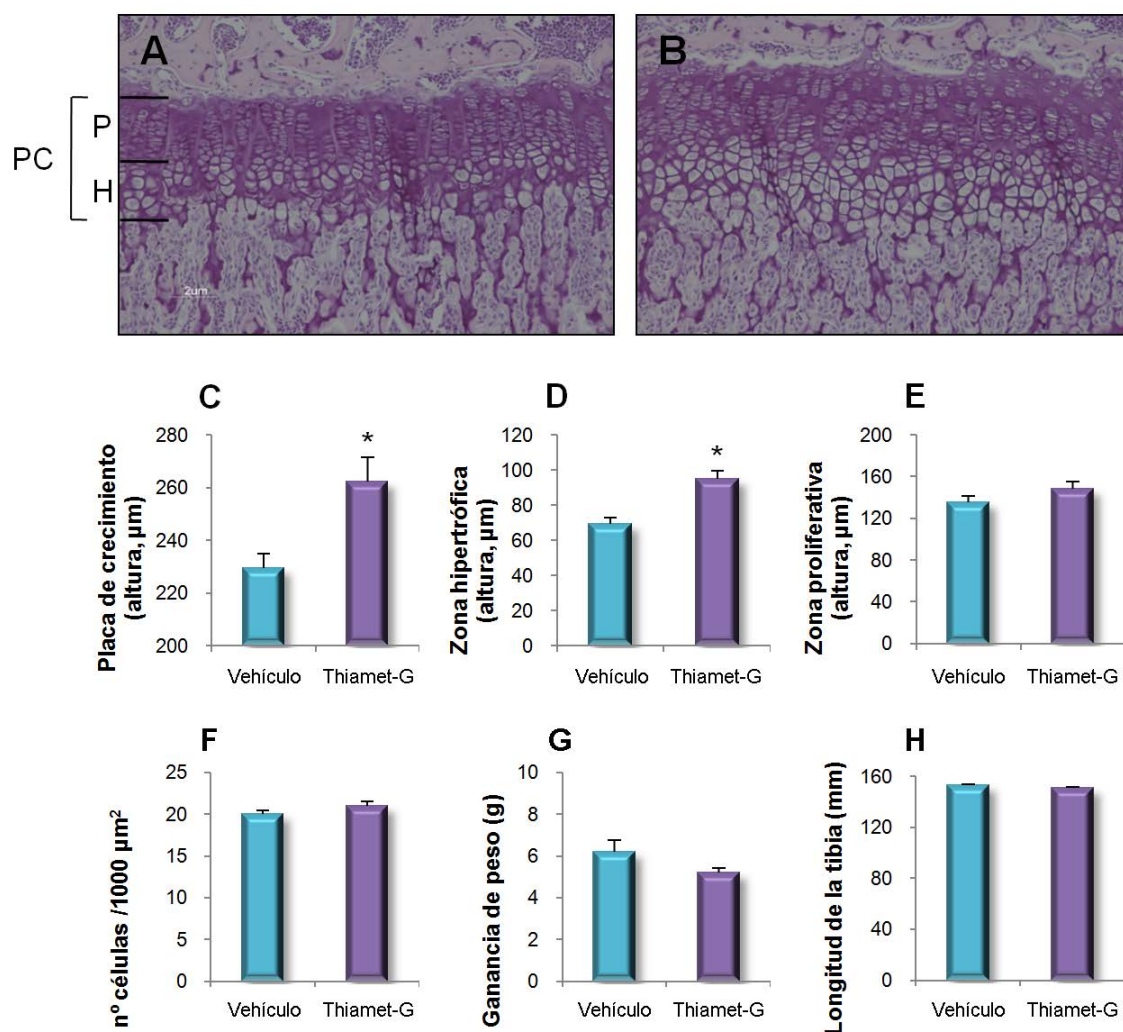 A
B
P
PC
H
2um
C
Placa de crecimiento
(altura, µm)
280
260
240
220
200
*
Vehículo
Thiamet-G
D
Zona hipertrófica
(altura, µm)
120
100
80
60
40
20
0
*
Vehículo
Thiamet-G
E
Zona proliferativa
(altura, µm)
200
160
120
80
40
0
Vehículo
Thiamet-G
F
nº células /1000 µm²
25
20
15
10
5
0
Vehículo
Thiamet-G
G
Ganancia de peso (g)
10
8
6
4
2
0
Vehículo
Thiamet-G
H
Longitud de la tibia (mm)
160
120
80
40
0
Vehículo
Thiamet-G